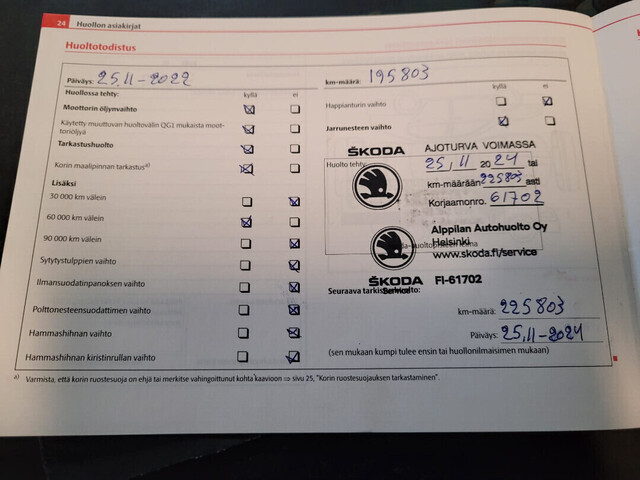 24 Huollon asiakirjat
Huoltotodistus
Päiväys: 25.11-2022
km-määrä: 195803
Huollossa tehty: kyllä ei
kyllä ei
Moottorin öljynvaihto
Käytetty muuttuvan huoltovälin QG1 mukaista moot-
toriöljyä
Tarkastushuolto
Korin maalipinnan tarkastus a)
Lisäksi
30 000 km välein
60 000 km välein
90 000 km välein
Sytytystulppien vaihto
Ilmansuodatinpanoksen vaihto
Polttonesteensuodattimen vaihto
Hammashihnan vaihto
Hammashihnan kiristinrullan vaihto
Happianturin vaihto
Jarrunesteen vaihto
Huolto tehty:
ŠKODA AJOTURVA VOIMASSA
25, 11 2024 tai
km-määrään 225803 asti
Korjaamonro. 61702
Alppilan Autohuolto Oy
Helsinki
www.skoda.fi/service
ŠKODA FI-61702
Service
Seuraava
km-määrä: 225803
Päiväys: 25.11-2024
(sen mukaan kumpi tulee ensin tai huollonilmaisimen mukaan)
a) Varmista, että korin ruostesuoja on ehjä tai merkitse vahingoittunut kohta kaavioon ⇒ sivu 25, "Korin ruostesuojauksen tarkastaminen".